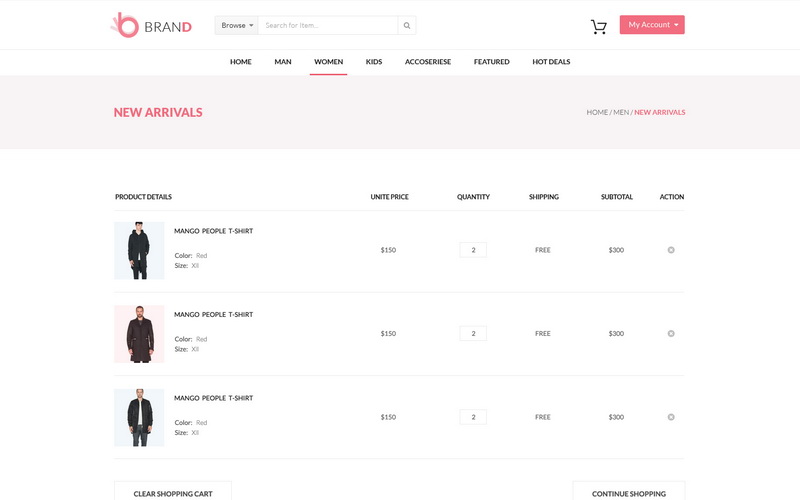 BRAND
Browse
Search for Item...
My Account
HOME MAN WOMEN KIDS ACCOSERIESE FEATURED HOT DEALS
NEW ARRIVALS
HOME / MEN / NEW ARRIVALS
PRODUCT DETAILS UNITE PRICE QUANTITY SHIPPING SUBTOTAL ACTION
MANGO PEOPLE T-SHIRT
Color: Red
Size: Xll
$150 2 FREE $300
MANGO PEOPLE T-SHIRT
Color: Red
Size: Xll
$150 2 FREE $300
MANGO PEOPLE T-SHIRT
Color: Red
Size: Xll
$150 2 FREE $300
CLEAR SHOPPING CART
CONTINUE SHOPPING